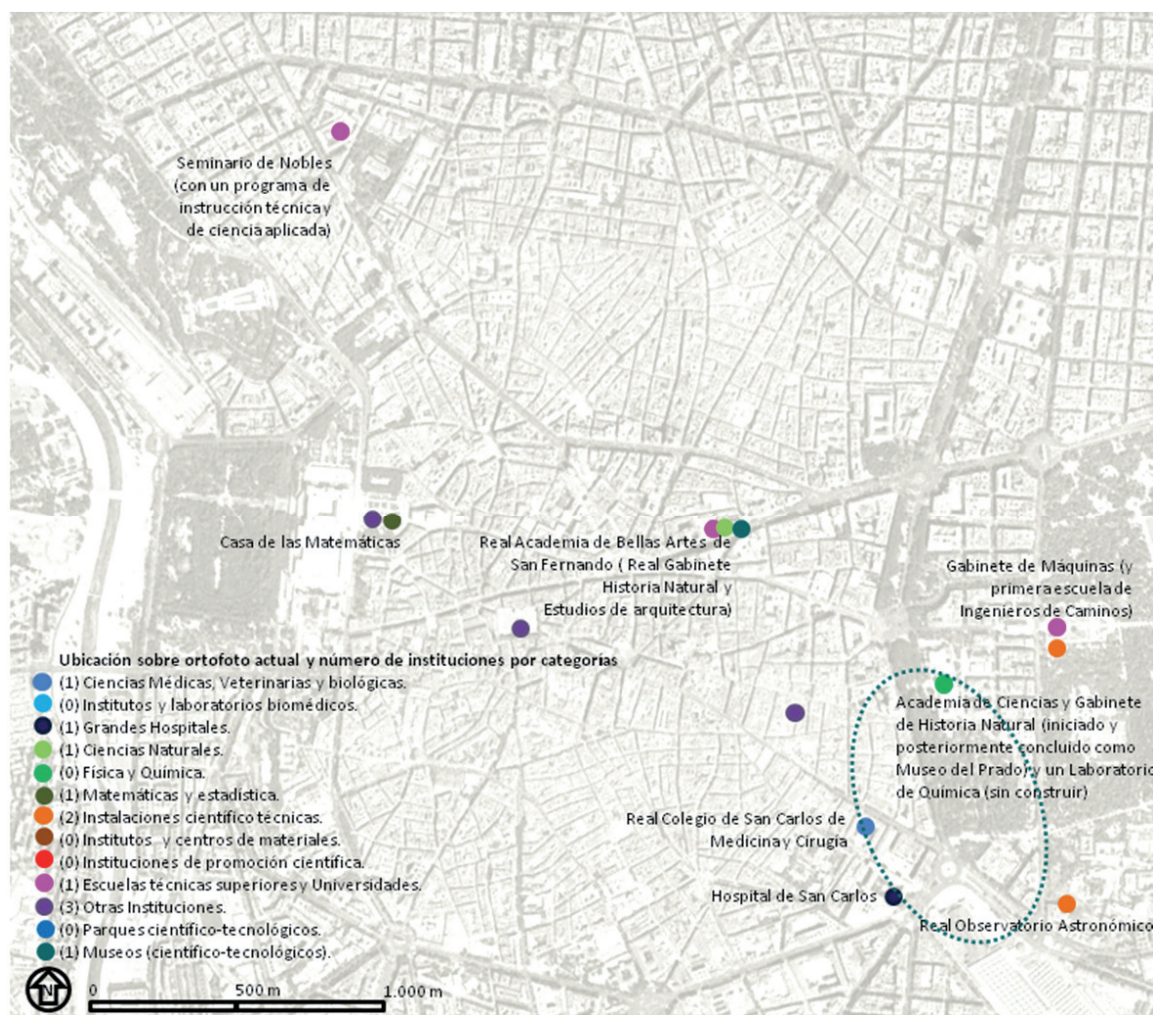 Seminario de Nobles
(con un programa de
instrucción técnica y
de ciencia aplicada)
Casa de las Matemáticas
Real Academia de Bellas Artes de
San Fernando ( Real Gabinete
Historia Natural y
Estudios de arquitectura)
Gabinete de Máquinas (y
primera escuela de
Ingenieros de Caminos)
Academia de Ciencias y Gabinete
de Historia Natural (iniciado y
posteriormente concluido como
Museo del Prado) y un Laboratorio
de Química (sin construir)
Real Colegio de San Carlos de
Medicina y Cirugía
Hospital de San Carlos
Real Observatorio Astronómico
Ubicación sobre ortofoto actual y número de instituciones por categorías
(1) Ciencias Médicas, Veterinarias y biológicas.
(0) Institutos y laboratorios biomédicos.
(1) Grandes Hospitales.
(1) Ciencias Naturales.
(0) Física y Química.
(1) Matemáticas y estadística.
(2) Instalaciones científico técnicas.
(0) Institutos y centros de materiales.
(0) Instituciones de promoción científica.
(1) Escuelas técnicas superiores y Universidades.
(3) Otras Instituciones.
(0) Parques científico-tecnológicos.
(1) Museos (científico-tecnológicos).
N
0 500 m 1.000 m